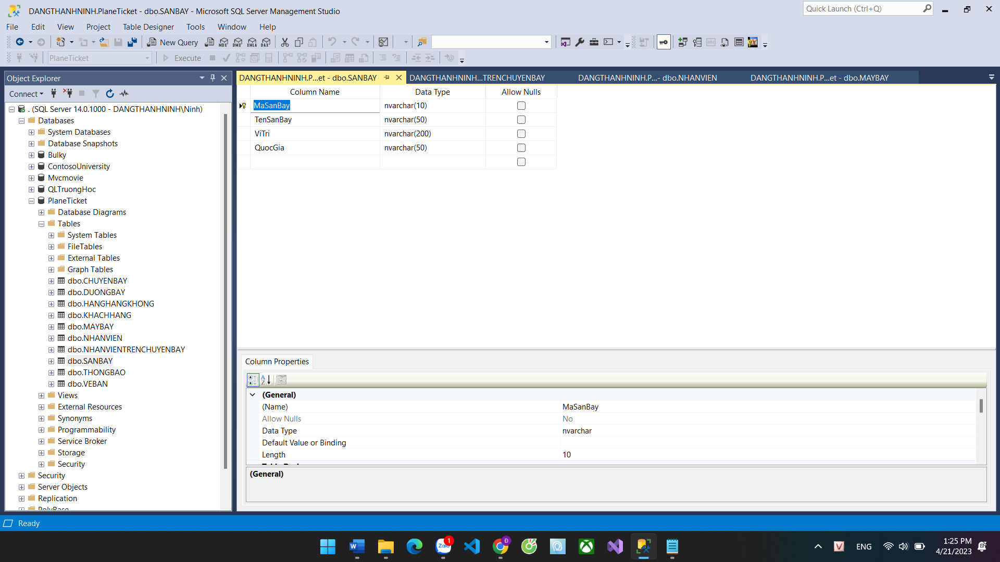 DANGTHANHNINH.PlaneTicket - dbo.SANBAY - Microsoft SQL Server Management Studio
Quick Launch (Ctrl+Q)
File Edit View Project Table Designer Tools Window Help
New Query MDX DMX XMLA DAX
PlaneTicket Execute
Object Explorer
Connect
. (SQL Server 14.0.1000 - DANGTHANHNINH\Ninh)
Databases
System Databases
Database Snapshots
Bulky
ContosoUniversity
Mvcmovie
QLTruongHoc
PlaneTicket
Database Diagrams
Tables
System Tables
FileTables
External Tables
Graph Tables
dbo.CHUYENBAY
dbo.DUONGBAY
dbo.HANGHANGKHONG
dbo.KHACHHANG
dbo.MAYBAY
dbo.NHANVIEN
dbo.NHANVIENTRENCHUYENBAY
dbo.SANBAY
dbo.THONGBAO
dbo.VEBAN
Views
External Resources
Synonyms
Programmability
Service Broker
Storage
Security
Security
Server Objects
Replication
PolyBase
DANGTHANHNINH.P...et - dbo.SANBAY DANGTHANHNINH...TRENCHUYENBAY DANGTHANHNINH.P...- dbo.NHANVIEN DANGTHANHNINH.P...et - dbo.MAYBAY
Column Name Data Type Allow Nulls
MaSanBay nvarchar(10)
TenSanBay nvarchar(50)
ViTri nvarchar(200)
QuocGia nvarchar(50)
Column Properties
(General)
(Name) MaSanBay
Allow Nulls No
Data Type nvarchar
Default Value or Binding
Length 10
(General)
Ready
Zalo 1 Đ
ENG
1:25 PM
4/21/2023